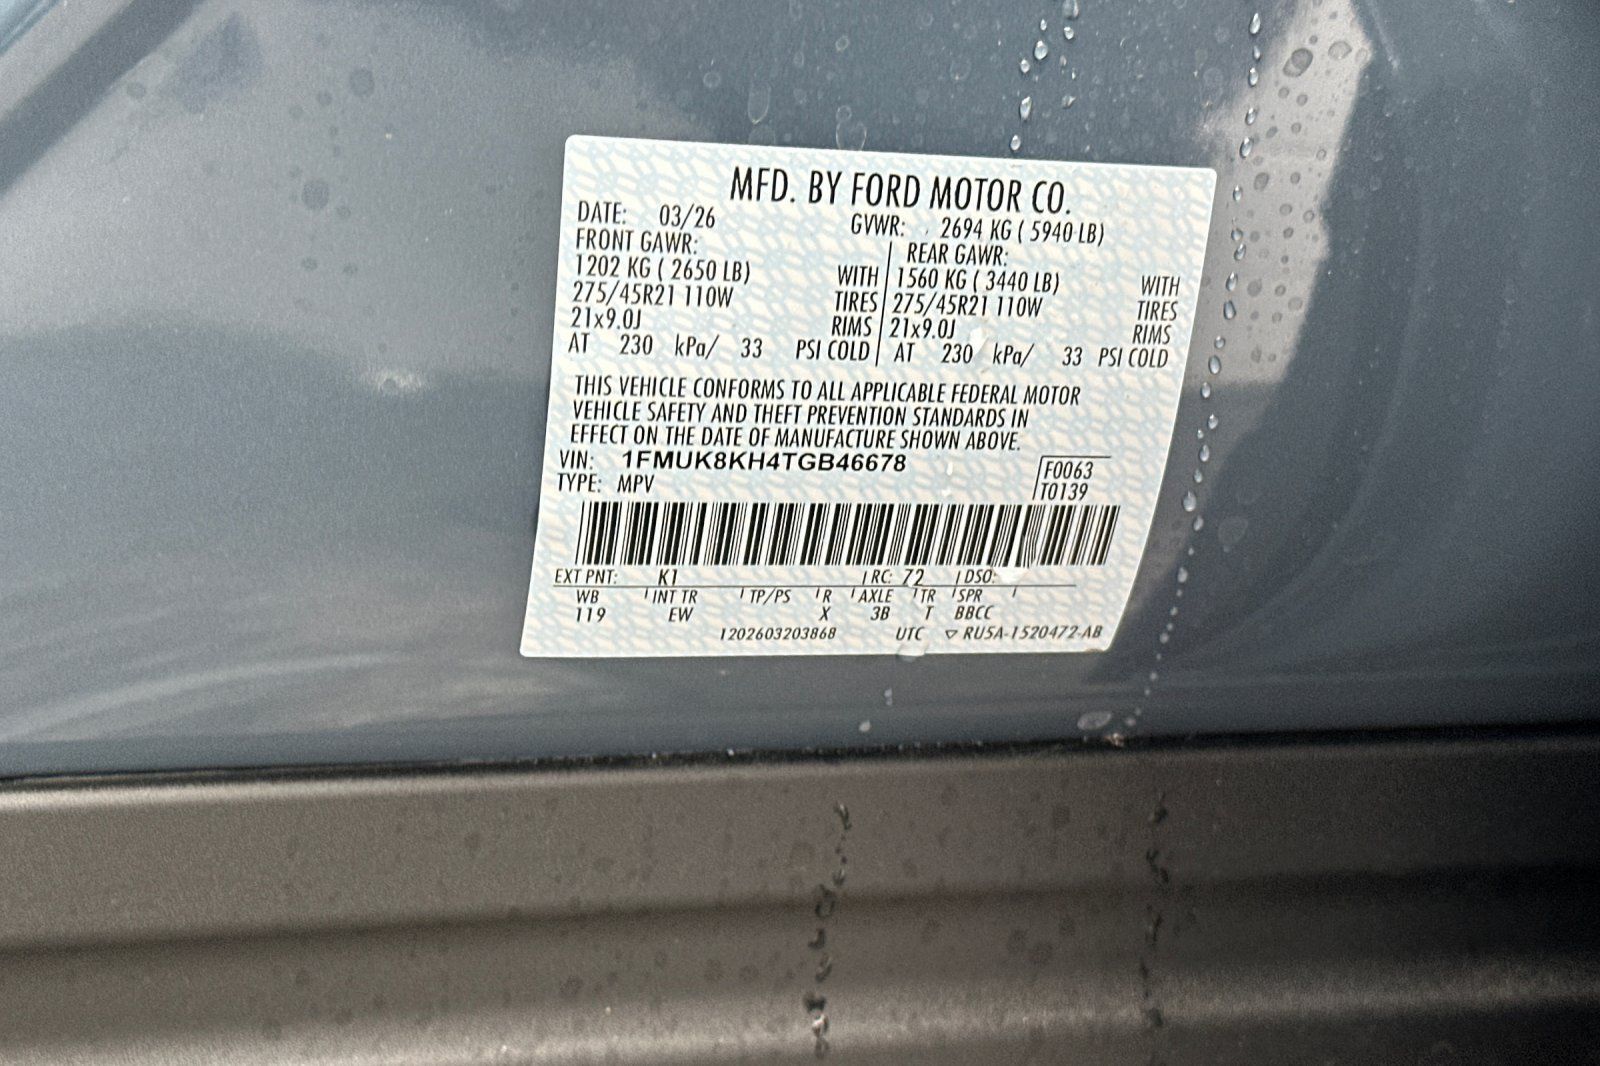 MFD. BY FORD MOTOR CO.
DATE: 03/26 GVWR: 2694 KG ( 5940 LB)
FRONT GAWR: REAR GAWR:
1202 KG ( 2650 LB) WITH 1560 KG ( 3440 LB) WITH
275/45R21 110W TIRES 275/45R21 110W TIRES
21x9.0J RIMS 21x9.0J RIMS
AT 230 kPa/ 33 PSI COLD AT 230 kPa/ 33 PSI COLD
THIS VEHICLE CONFORMS TO ALL APPLICABLE FEDERAL MOTOR
VEHICLE SAFETY AND THEFT PREVENTION STANDARDS IN
EFFECT ON THE DATE OF MANUFACTURE SHOWN ABOVE.
VIN: 1FMUK8KH4TGB46678 F0063
TYPE: MPV T0139
EXT PNT: K1 RC: 72 DSO:
WB INT TR TP/PS R AXLE TR SPR
119 EW X 3B T BBCC
1202603203868 UTC ▽ RU5A-1520472-AB